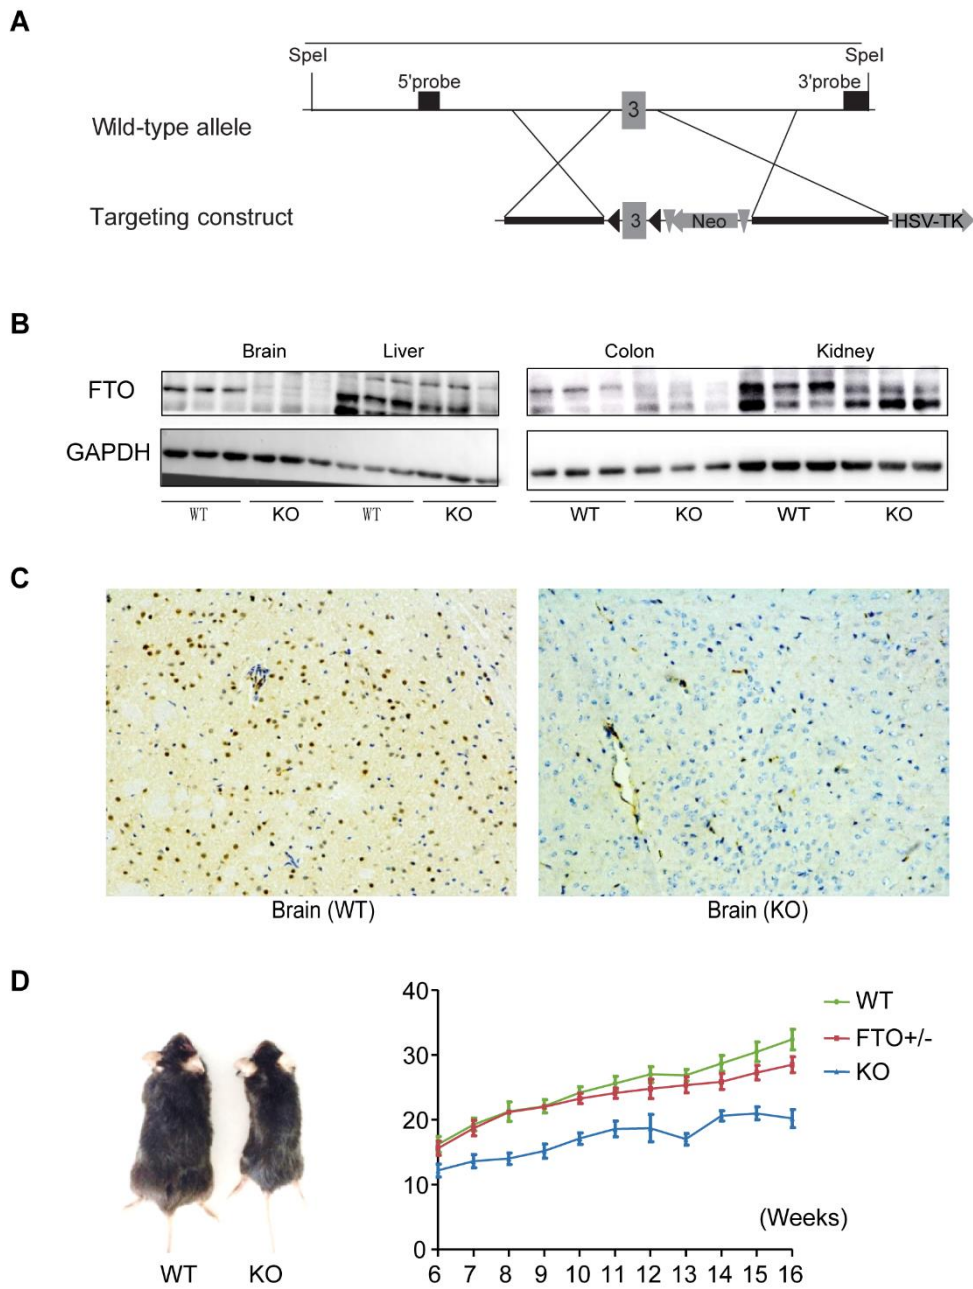 A
SpeI SpeI
5'probe 3'probe
3
Wild-type allele
Targeting construct
3 Neo HSV-TK
B
Brain Liver Colon Kidney
FTO
GAPDH
WT KO WT KO WT KO WT KO
C
Brain (WT) Brain (KO)
D
40
30
20
10
0
WT
FTO+/-
KO
(Weeks)
6 7 8 9 10 11 12 13 14 15 16
WT KO